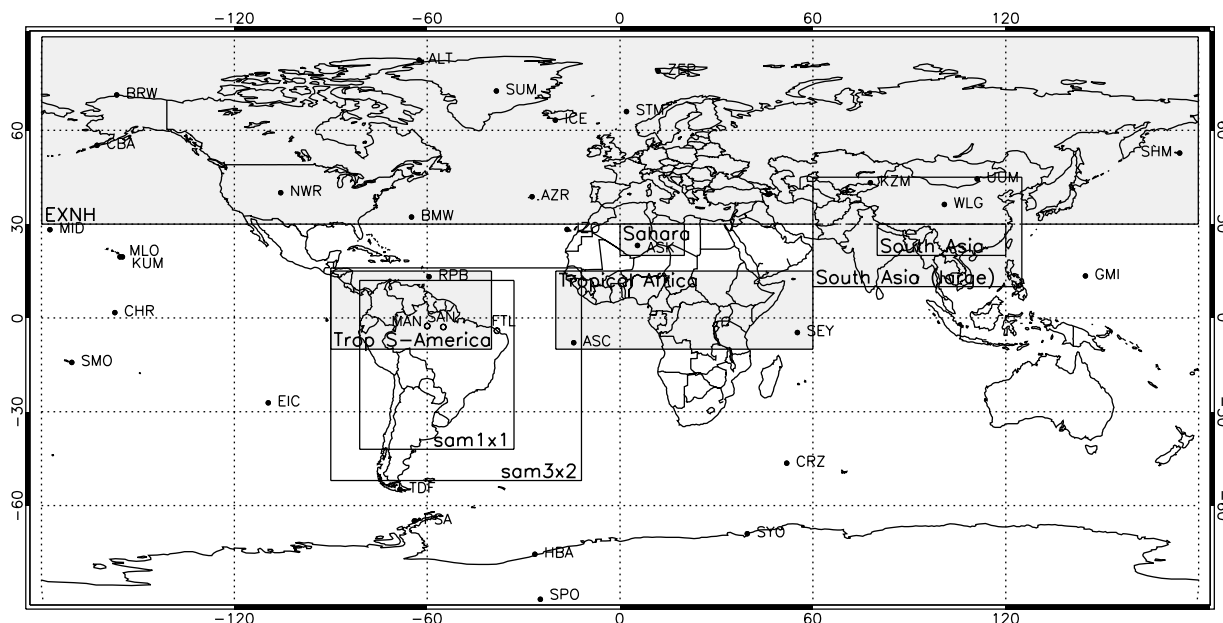 −120 −60 0 60 120
ALT
ZEP
BRW
SUM
STM
ICE
60
CBA
SHM
KZM
UUM
NWR
AZR
WLG
BMW
EXNH
30
MID
IZO
Sahara
ASK
South Asia
MLO
KUM
RPB
Tropical Africa
South Asia (large)
GMI
CHR
MAN
SAN
FTL
0
SEY
Trop S−America
ASC
SMO
EIC
−30
sam1x1
sam3x2
CRZ
TDF
−60
PSA
SYO
HBA
SPO
−120 −60 0 60 120